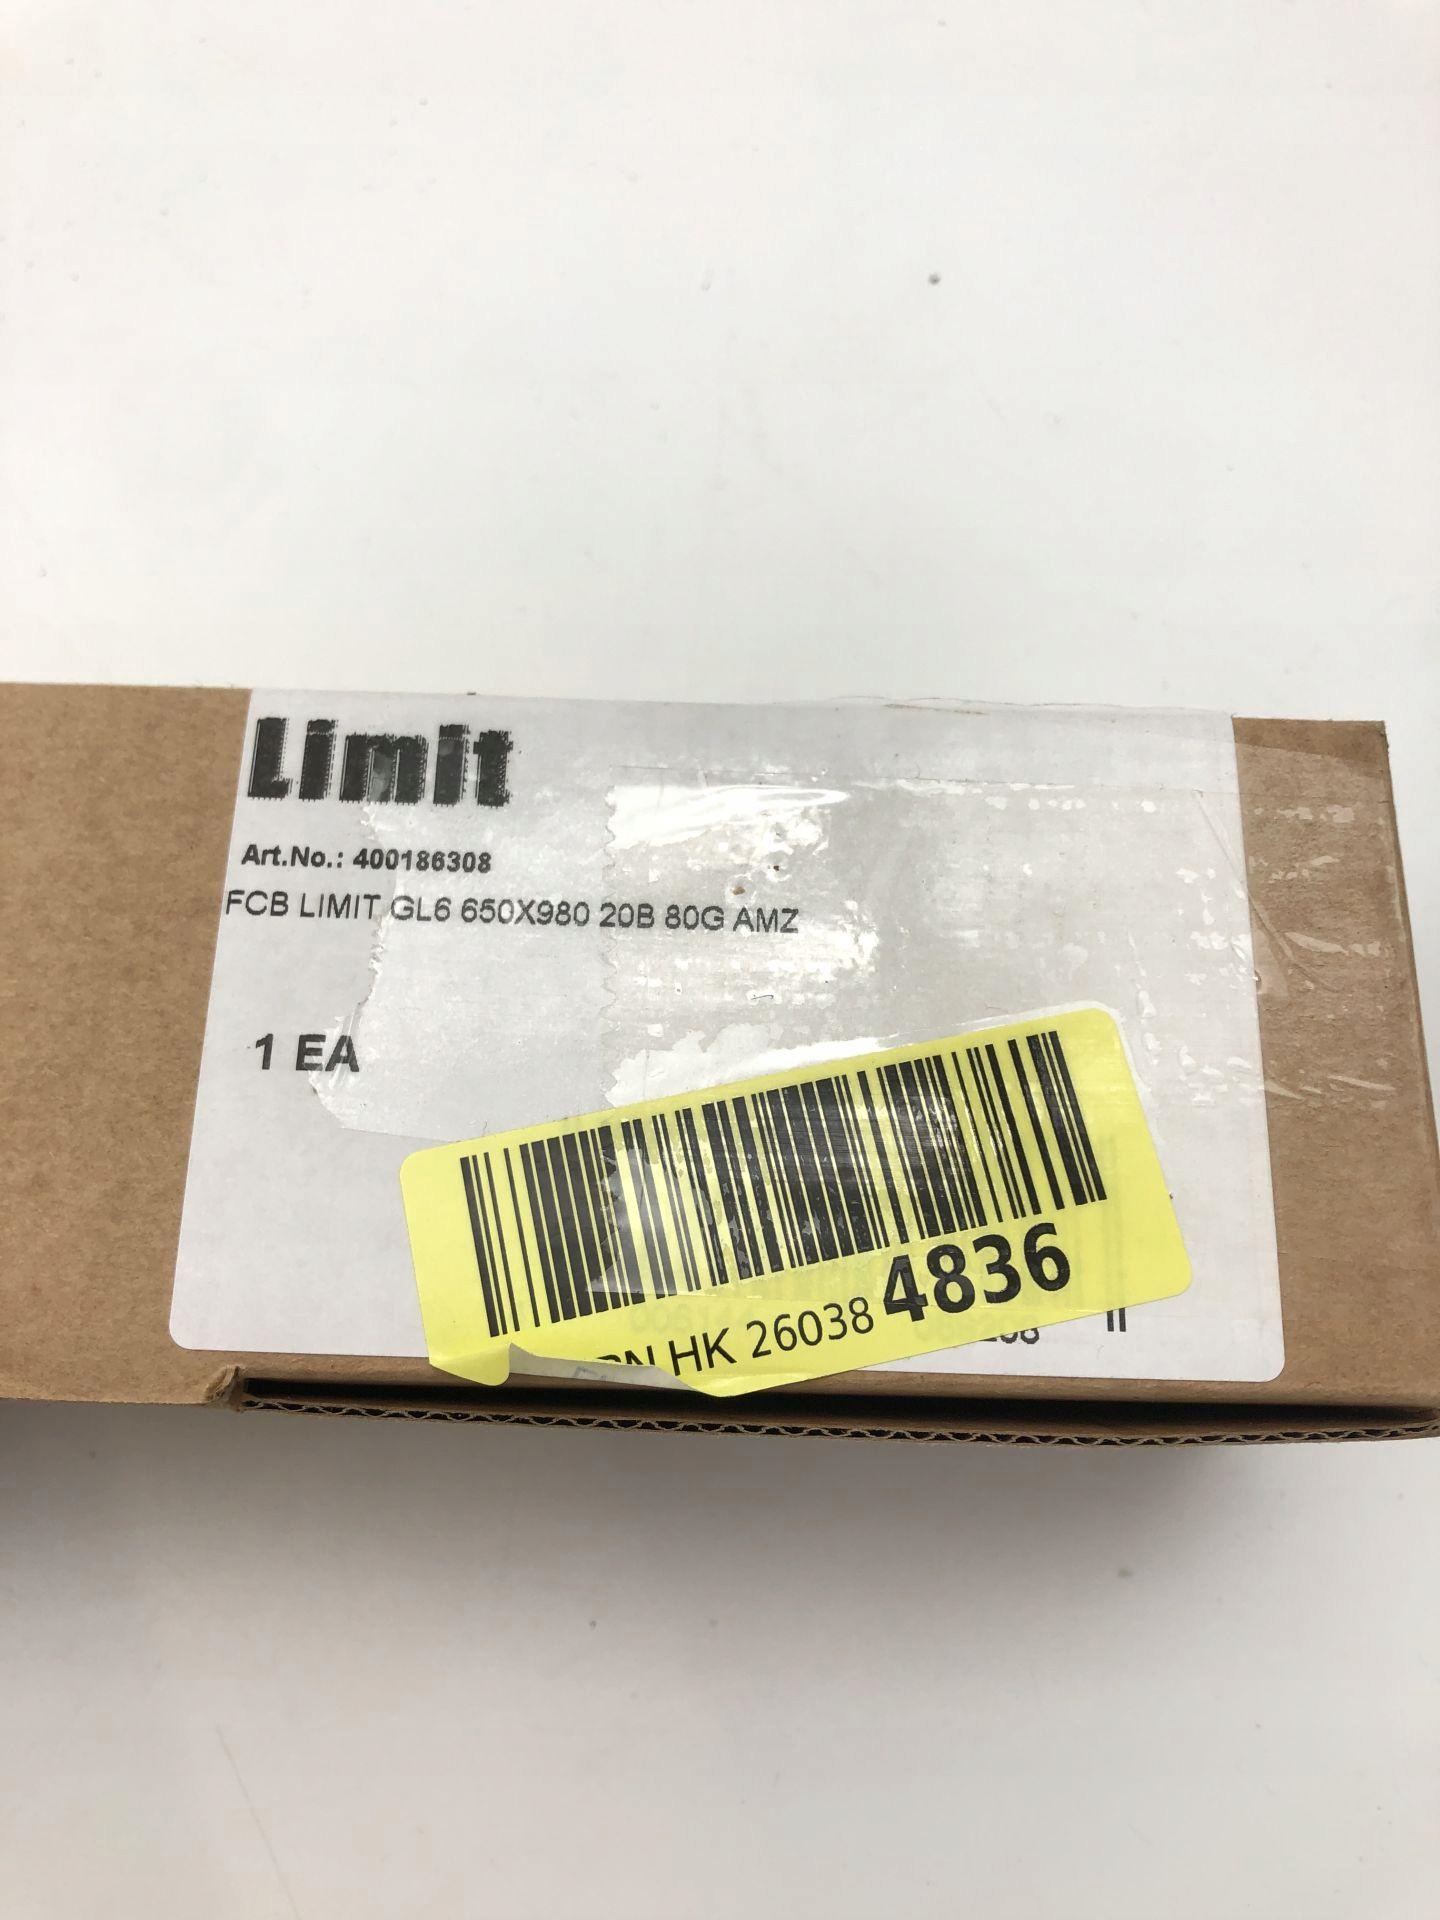 Limit
Art.No.: 400186308
FCB LIMIT GL6 650X980 20B 80G AMZ
1 EA
HK 26038 4836